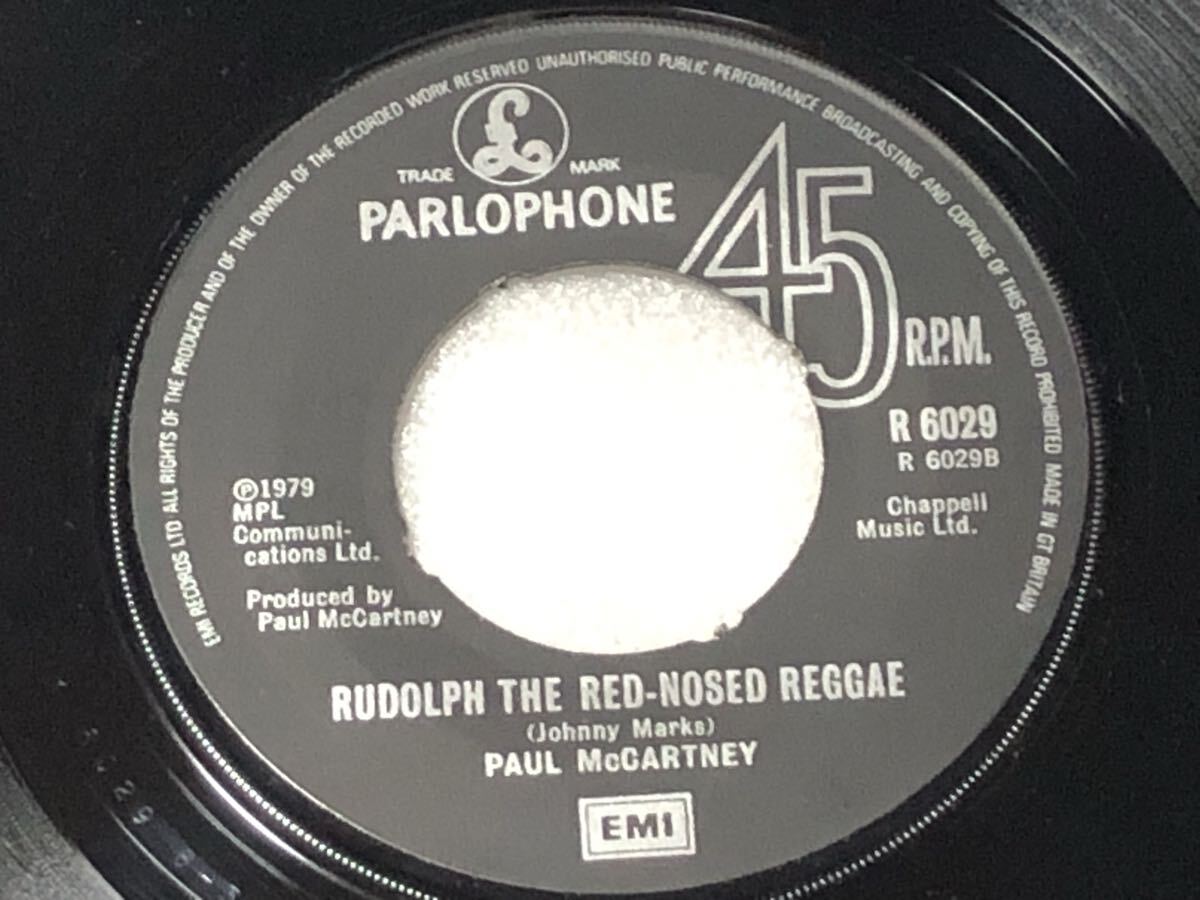 EMI RECORDS LTD ALL RIGHTS OF THE PRODUCER AND OF THE OWNER OF THE RECORDED WORK RESERVED UNAUTHORISED PUBLIC PERFORMANCE BROADCASTING AND COPYING OF THIS RECORD PROHIBITED MADE IN GT BRITAIN
£
TRADE MARK
PARLOPHONE
45
R.P.M.
R 6029
R 6029B
Ⓟ1979
MPL
Communi-
cations Ltd.
Chappell
Music Ltd.
Produced by
Paul McCartney
RUDOLPH THE RED-NOSED REGGAE
(Johnny Marks)
PAUL McCARTNEY
EMI